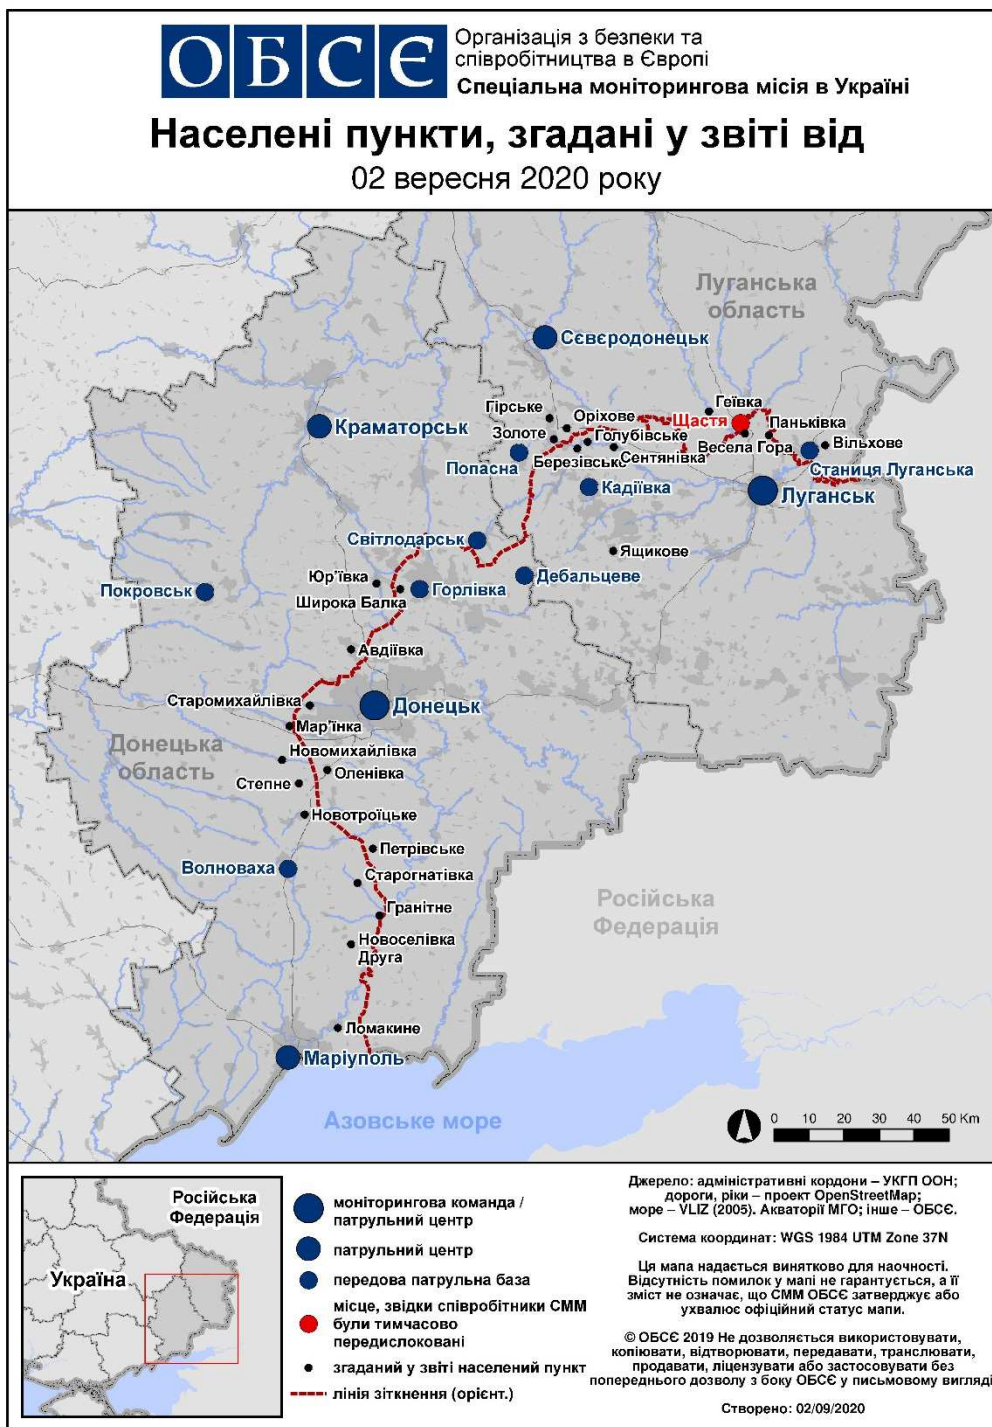 ОБСЄ
Організація з безпеки та
співробітництва в Європі
Спеціальна моніторингова місія в Україні
Населені пункти, згадані у звіті від
02 вересня 2020 року
Луганська
область
Сєвєродонецьк
Геївка
Гірське
Оріхове
Щастя
Паньківка
Краматорськ
Золоте
Голубівське
Весела Гора
Вільхове
Попасна
Березівське
Сентянівка
Станиця Луганська
Кадіївка
Луганськ
Світлодарськ
Ящикове
Юр'ївка
Дебальцеве
Покровськ
Горлівка
Широка Балка
Авдіївка
Старомихайлівка
Донецьк
Мар'їнка
Донецька
область
Новомихайлівка
Оленівка
Степне
Новотроїцьке
Петрівське
Волноваха
Старогнатівка
Гранітне
Російська
Федерація
Новоселівка
Друга
Ломакине
Маріуполь
Азовське море
0 10 20 30 40 50 Km
Російська
Федерація
Україна
моніторингова команда /
патрульний центр
патрульний центр
передова патрульна база
місце, звідки співробітники СММ
були тимчасово
передислоковані
згаданий у звіті населений пункт
лінія зіткнення (орієнт.)
Джерело: адміністративні кордони – УКГП ООН;
дороги, ріки – проект OpenStreetMap;
море – VLIZ (2005). Акваторії МГО; інше – ОБСЄ.
Система координат: WGS 1984 UTM Zone 37N
Ця мапа надається винятково для наочності.
Відсутність помилок у мапі не гарантується, а її
зміст не означає, що СММ ОБСЄ затверджує або
ухвалює офіційний статус мапи.
© ОБСЄ 2019 Не дозволяється використовувати,
копіювати, відтворювати, передавати, транслювати,
продавати, ліцензувати або застосовувати без
попереднього дозволу з боку ОБСЄ у письмовому вигляді
Створено: 02/09/2020